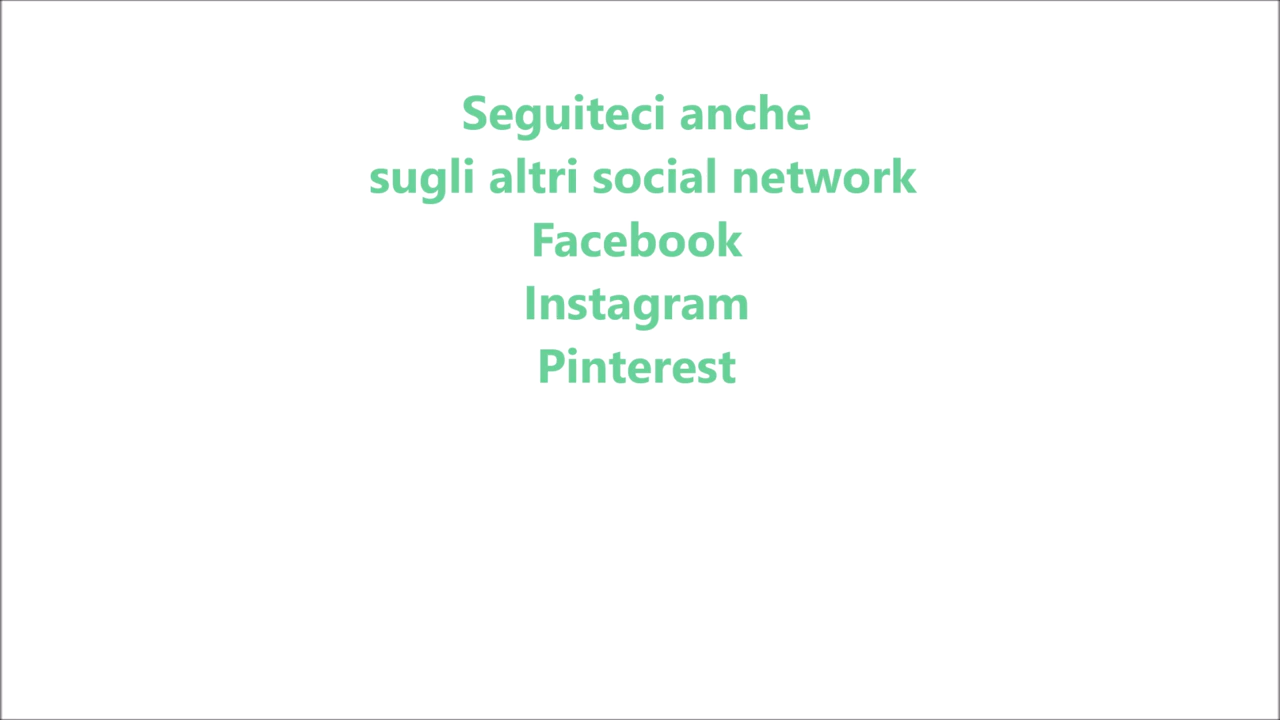 Seguiteci anche
sugli altri social network
Facebook
Instagram
Pinterest